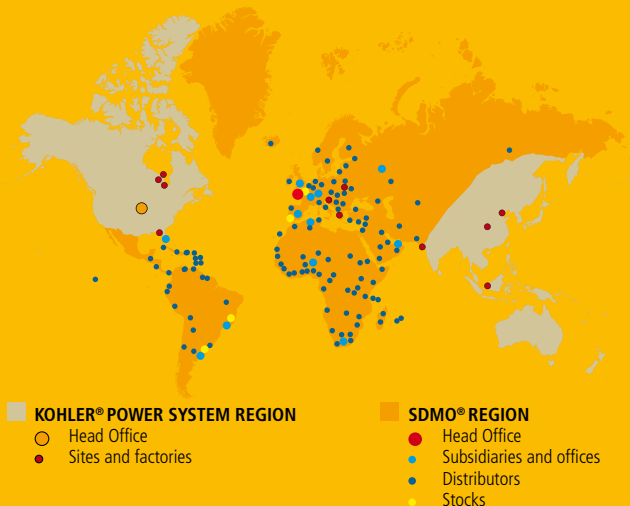 KOHLER® POWER SYSTEM REGION
Head Office
Sites and factories
SDMO® REGION
Head Office
Subsidiaries and offices
Distributors
Stocks